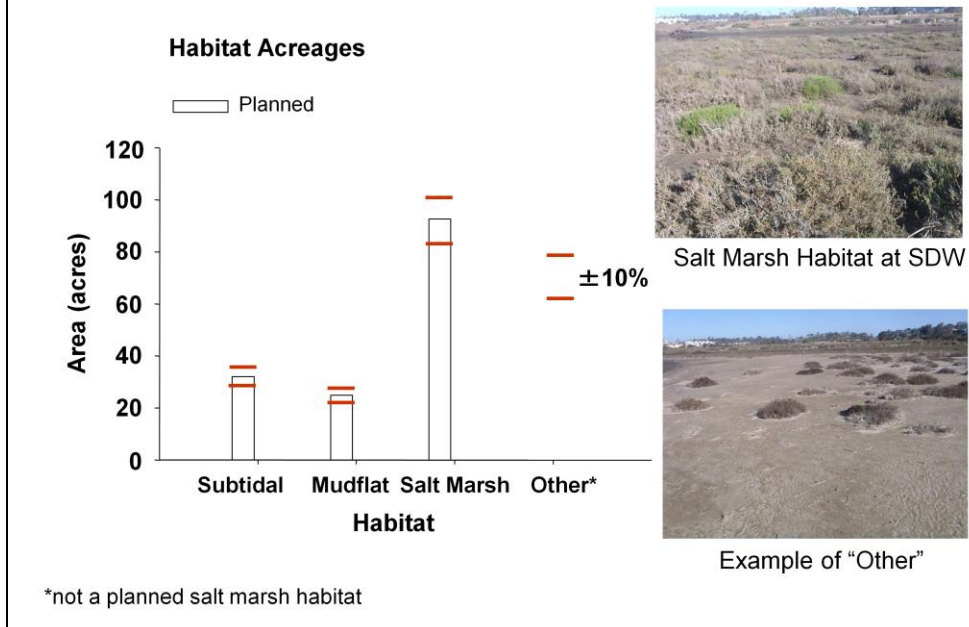 Habitat Acreages
Planned
120
100
80
60
40
20
0
Area (acres)
±10%
Subtidal Mudflat Salt Marsh Other*
Habitat
*not a planned salt marsh habitat
Salt Marsh Habitat at SDW
Example of “Other”